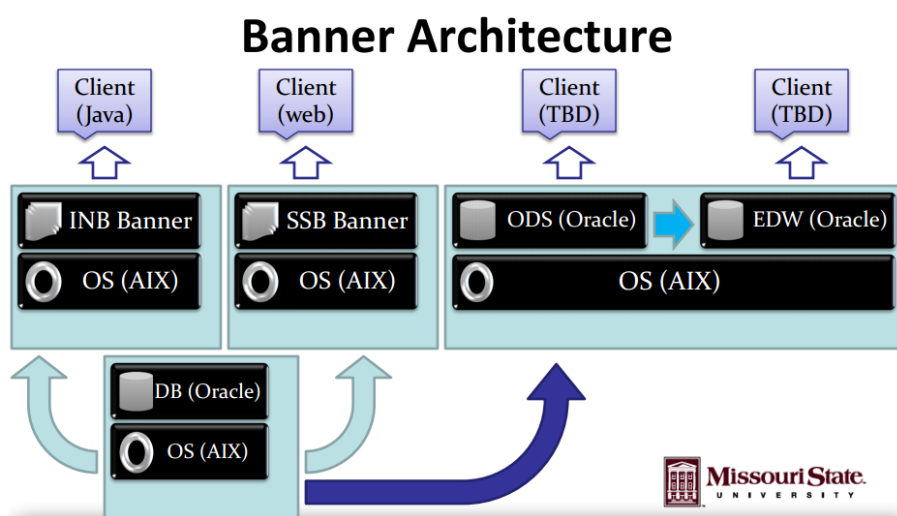 Banner Architecture
Client
(Java)
Client
(web)
Client
(TBD)
Client
(TBD)
INB Banner
OS (AIX)
SSB Banner
OS (AIX)
ODS (Oracle)
EDW (Oracle)
OS (AIX)
DB (Oracle)
OS (AIX)
Missouri State.
UNIVERSITY